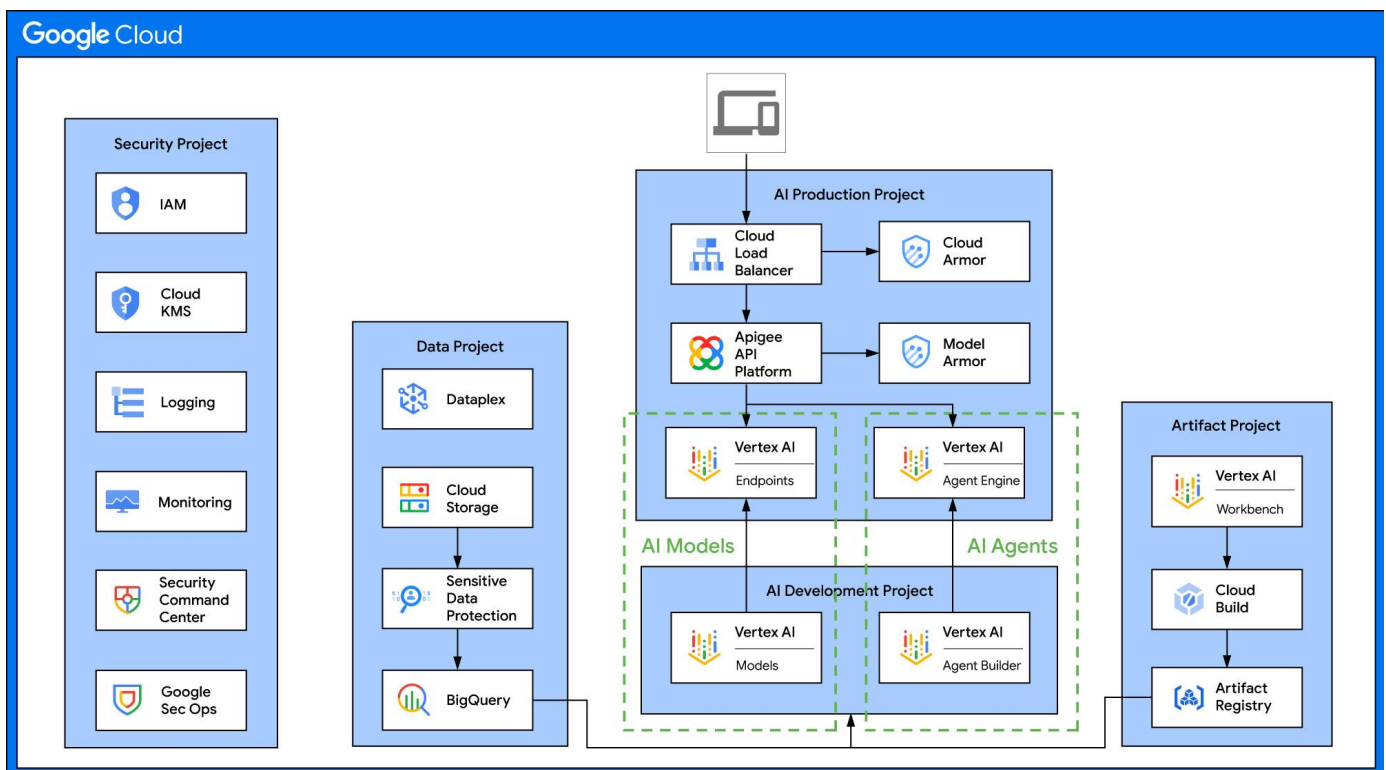 Google Cloud
Security Project
IAM
Cloud
KMS
Logging
Monitoring
Security
Command
Center
Google
Sec Ops
Data Project
Dataplex
Cloud
Storage
Sensitive
Data
Protection
BigQuery
AI Production Project
Cloud
Load
Balancer
Cloud
Armor
Apigee
API
Platform
Model
Armor
Vertex AI
Endpoints
Vertex AI
Agent Engine
AI Models
AI Agents
AI Development Project
Vertex AI
Models
Vertex AI
Agent Builder
Artifact Project
Vertex AI
Workbench
Cloud
Build
Artifact
Registry